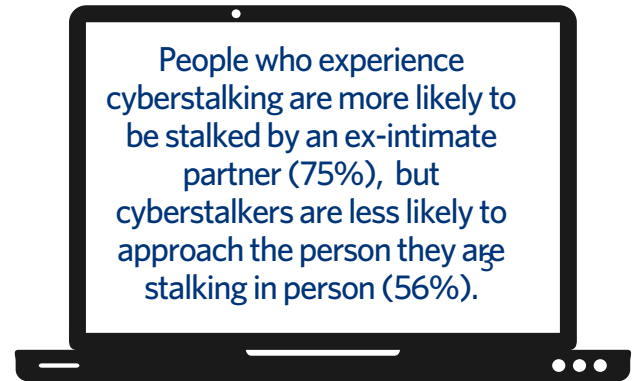 People who experience
cyberstalking are more likely to
be stalked by an ex-intimate
partner (75%), but
cyberstalkers are less likely to
approach the person they are
stalking in person (56%).3